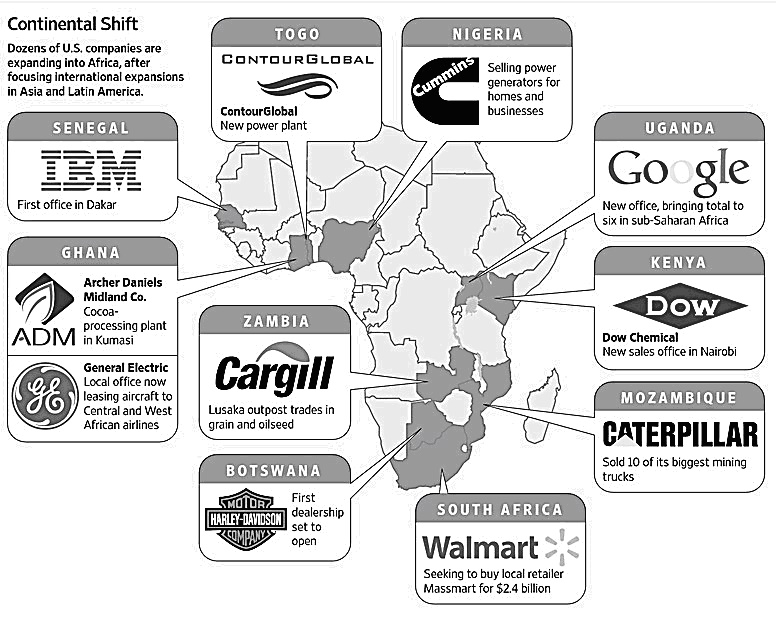 Continental Shift
Dozens of U.S. companies are
expanding into Africa, after
focusing international expansions
in Asia and Latin America.
TOGO
CONTOURGLOBAL
ContourGlobal
New power plant
NIGERIA
Cummins
Selling power
generators for
homes and
businesses
SENEGAL
IBM
First office in Dakar
UGANDA
Google
New office, bringing total to
six in sub-Saharan Africa
GHANA
ADM
Archer Daniels
Midland Co.
Cocoa-
processing plant
in Kumasi
GE
General Electric
Local office now
leasing aircraft to
Central and West
African airlines
KENYA
DOW
Dow Chemical
New sales office in Nairobi
ZAMBIA
Cargill
Lusaka outpost trades in
grain and oilseed
MOZAMBIQUE
CATERPILLAR
Sold 10 of its biggest mining
trucks
BOTSWANA
MOTOR
HARLEY-DAVIDSON
COMPANY
First
dealership
set to
open
SOUTH AFRICA
Walmart
Seeking to buy local retailer
Massmart for $2.4 billion